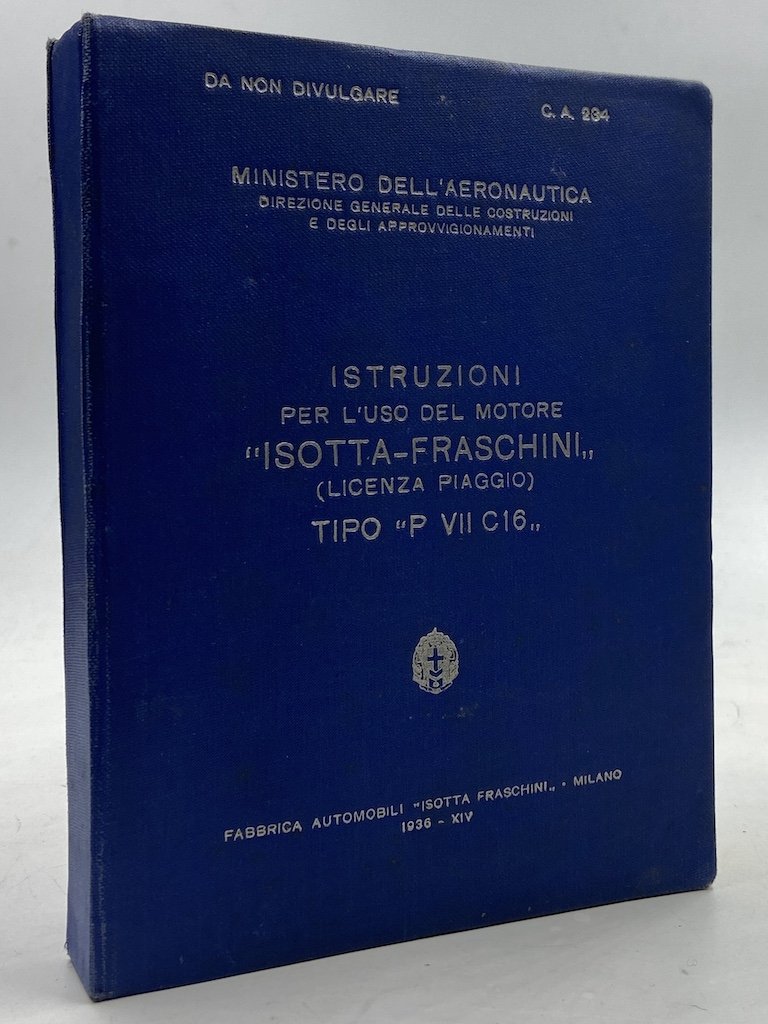 DA NON DIVULGARE
C. A. 234
MINISTERO DELL'AERONAUTICA
DIREZIONE GENERALE DELLE COSTRUZIONI
E DEGLI APPROVVIGIONAMENTI
ISTRUZIONI
PER L'USO DEL MOTORE
"ISOTTA-FRASCHINI„
(LICENZA PIAGGIO)
TIPO "P VII C16„
FABBRICA AUTOMOBILI "ISOTTA FRASCHINI„ - MILANO
1936 - XIV